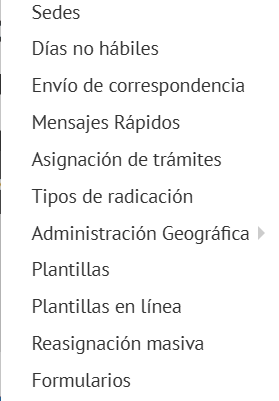 Sedes
Días no hábiles
Envío de correspondencia
Mensajes Rápidos
Asignación de trámites
Tipos de radicación
Administración Geográfica
Plantillas
Plantillas en línea
Reasignación masiva
Formularios